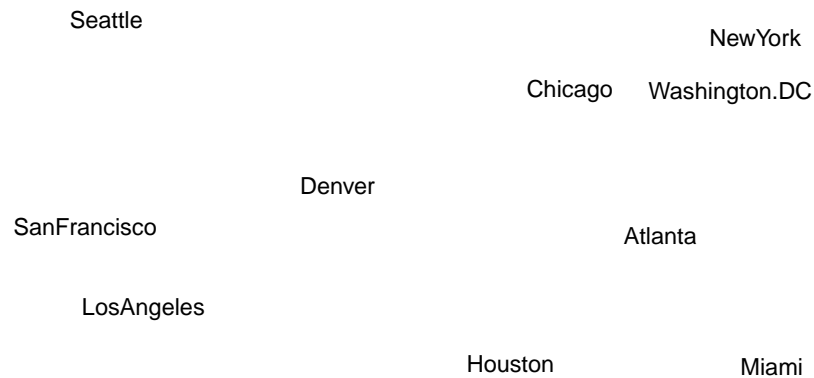 Seattle
NewYork
Chicago
Washington.DC
Denver
SanFrancisco
Atlanta
LosAngeles
Houston
Miami